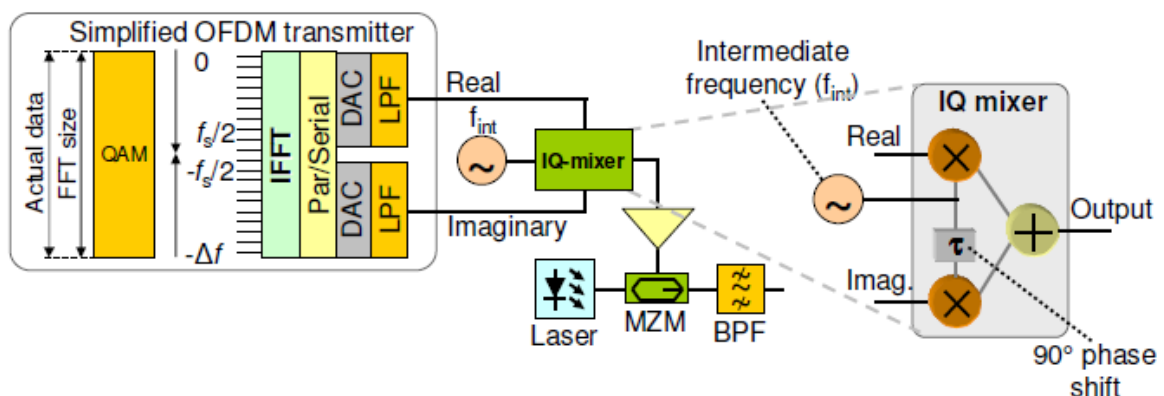 Simplified OFDM transmitter
Actual data
FFT size
QAM
0
fs/2
-fs/2
-Δf
IFFT
Par/Serial
DAC
LPF
DAC
LPF
Real
Imaginary
fint
~
IQ-mixer
Laser
MZM
BPF
Intermediate
frequency (fint)
~
IQ mixer
Real
Imag.
×
τ
×
+
Output
90° phase
shift